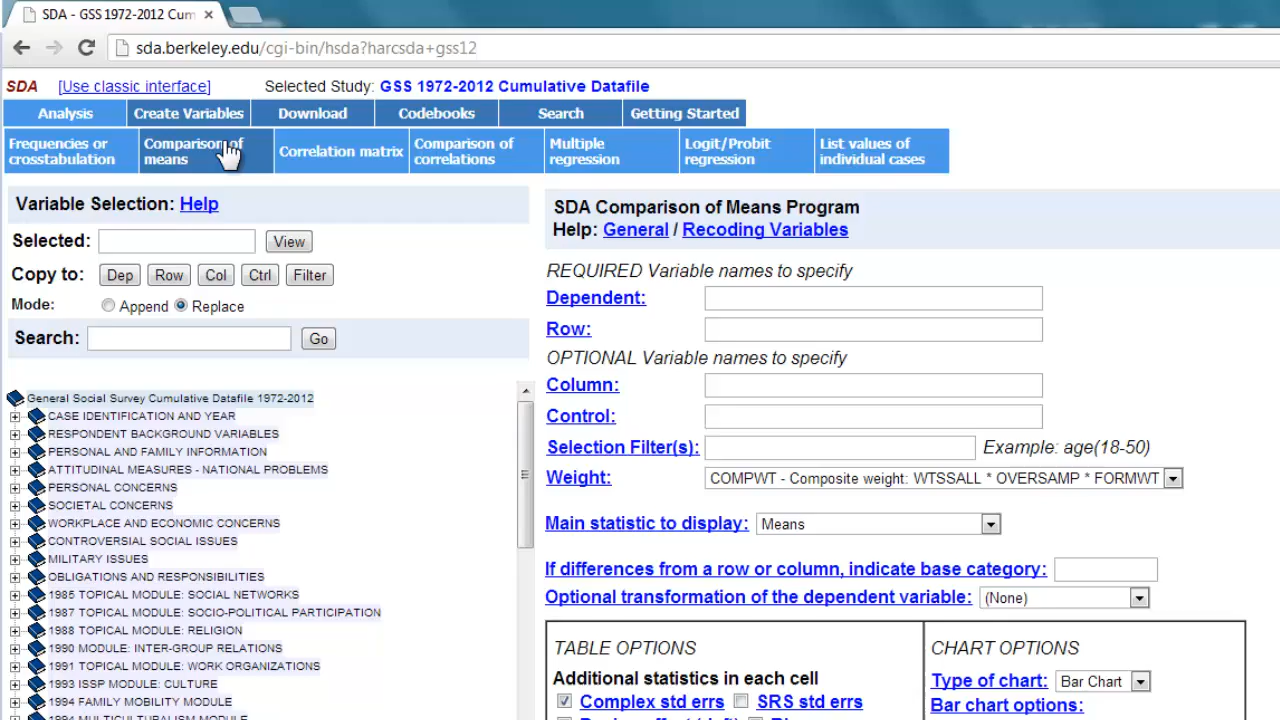 SDA - GSS 1972-2012 Cum
sda.berkeley.edu/cgi-bin/hsda?harcsda+gss12
SDA [Use classic interface] Selected Study: GSS 1972-2012 Cumulative Datafile
Analysis Create Variables Download Codebooks Search Getting Started
Frequencies or crosstabulation
Comparison of means
Correlation matrix
Comparison of correlations
Multiple regression
Logit/Probit regression
List values of individual cases
Variable Selection: Help
Selected: View
Copy to: Dep Row Col Ctrl Filter
Mode: Append Replace
Search: Go
General Social Survey Cumulative Datafile 1972-2012
CASE IDENTIFICATION AND YEAR
RESPONDENT BACKGROUND VARIABLES
PERSONAL AND FAMILY INFORMATION
ATTITUDINAL MEASURES - NATIONAL PROBLEMS
PERSONAL CONCERNS
SOCIETAL CONCERNS
WORKPLACE AND ECONOMIC CONCERNS
CONTROVERSIAL SOCIAL ISSUES
MILITARY ISSUES
OBLIGATIONS AND RESPONSIBILITIES
1985 TOPICAL MODULE: SOCIAL NETWORKS
1987 TOPICAL MODULE: SOCIO-POLITICAL PARTICIPATION
1988 TOPICAL MODULE: RELIGION
1990 MODULE: INTER-GROUP RELATIONS
1991 TOPICAL MODULE: WORK ORGANIZATIONS
1993 ISSP MODULE: CULTURE
1994 FAMILY MOBILITY MODULE
1994 MULTICULTURALISM MODULE
SDA Comparison of Means Program
Help: General / Recoding Variables
REQUIRED Variable names to specify
Dependent:
Row:
OPTIONAL Variable names to specify
Column:
Control:
Selection Filter(s): Example: age(18-50)
Weight: COMPWT - Composite weight: WTSSALL * OVERSAMP * FORMWT
Main statistic to display: Means
If differences from a row or column, indicate base category:
Optional transformation of the dependent variable: (None)
TABLE OPTIONS
Additional statistics in each cell
Complex std errs SRS std errs
CHART OPTIONS
Type of chart: Bar Chart
Bar chart options: